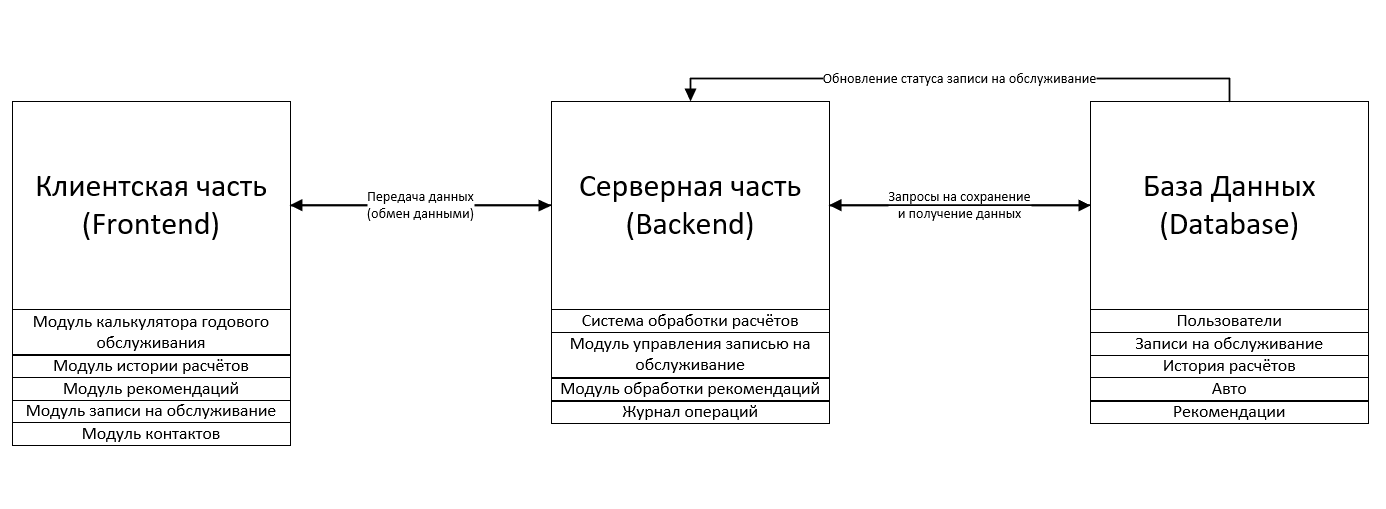 Обновление статуса записи на обслуживание
Клиентская часть
(Frontend)
Модуль калькулятора годового
обслуживания
Модуль истории расчётов
Модуль рекомендаций
Модуль записи на обслуживание
Модуль контактов
Передача данных
(обмен данными)
Серверная часть
(Backend)
Система обработки расчётов
Модуль управления записью на
обслуживание
Модуль обработки рекомендаций
Журнал операций
Запросы на сохранение
и получение данных
База Данных
(Database)
Пользователи
Записи на обслуживание
История расчётов
Авто
Рекомендации